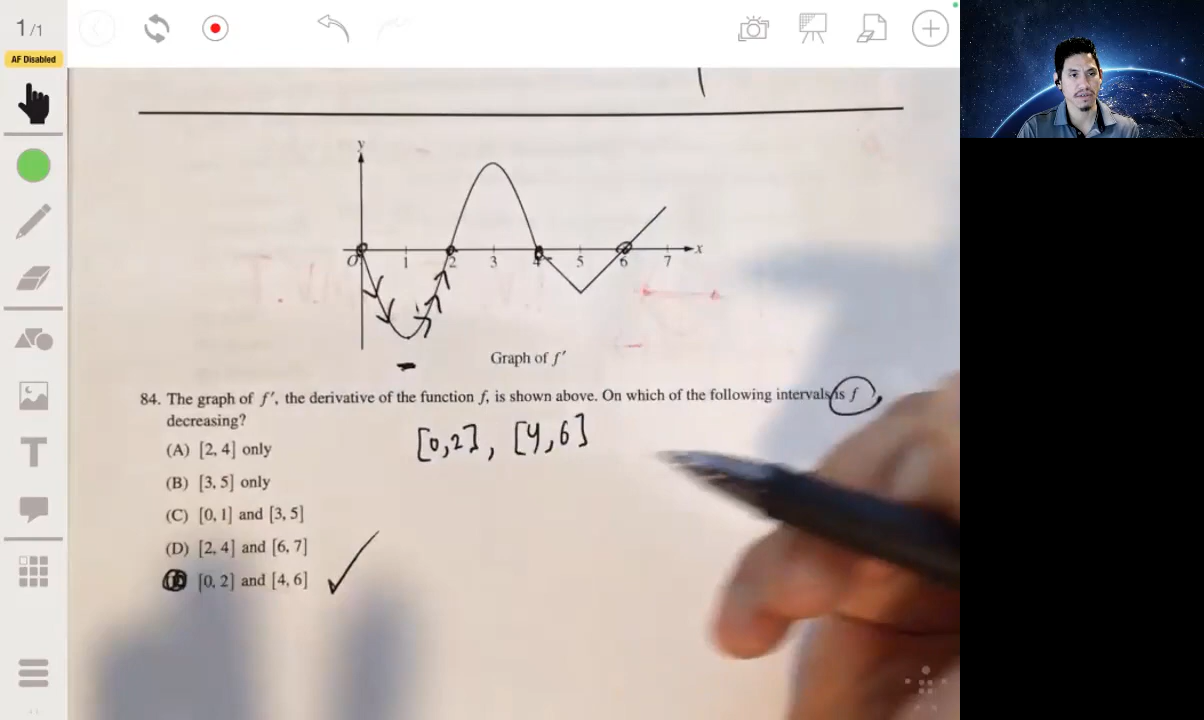 1/1
AF Disabled
y
O 1 2 3 4 5 6 7 x
Graph of f′
84. The graph of f′, the derivative of the function f, is shown above. On which of the following intervals is f
decreasing?
[0,2], [4,6]
(A) [2, 4] only
(B) [3, 5] only
(C) [0, 1] and [3, 5]
(D) [2, 4] and [6, 7]
[0, 2] and [4, 6]
T